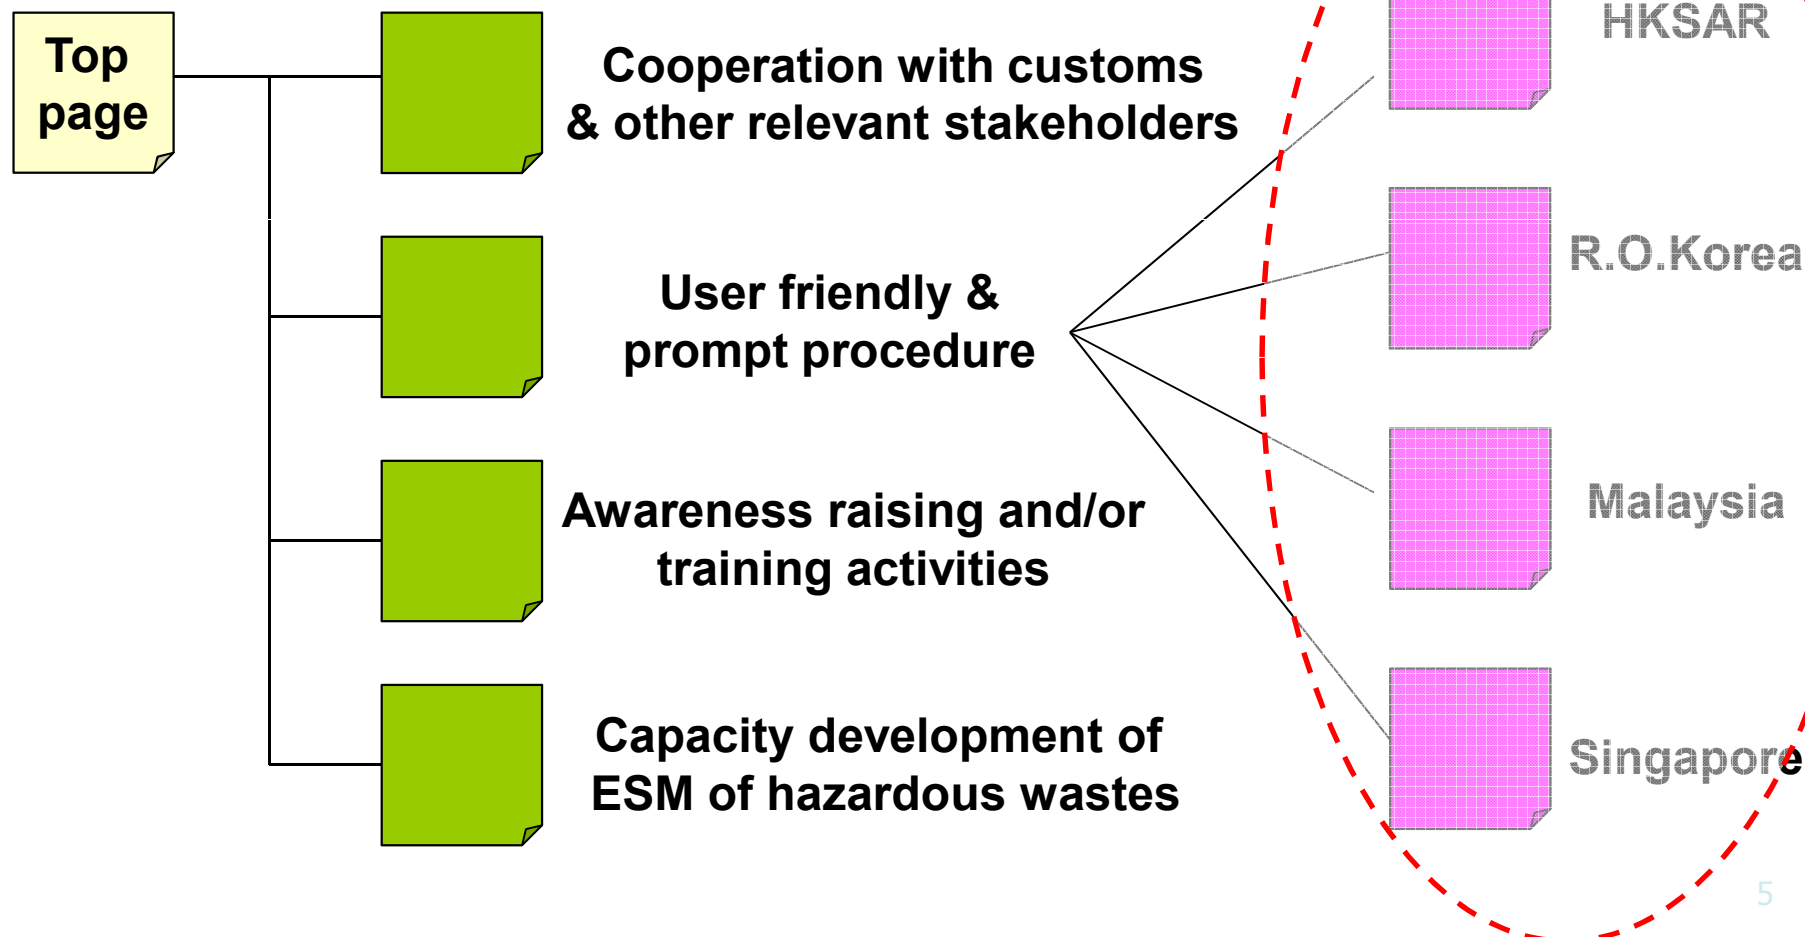 Top
page
Cooperation with customs
& other relevant stakeholders
User friendly &
prompt procedure
Awareness raising and/or
training activities
Capacity development of
ESM of hazardous wastes
HKSAR
R.O.Korea
Malaysia
Singapore
5